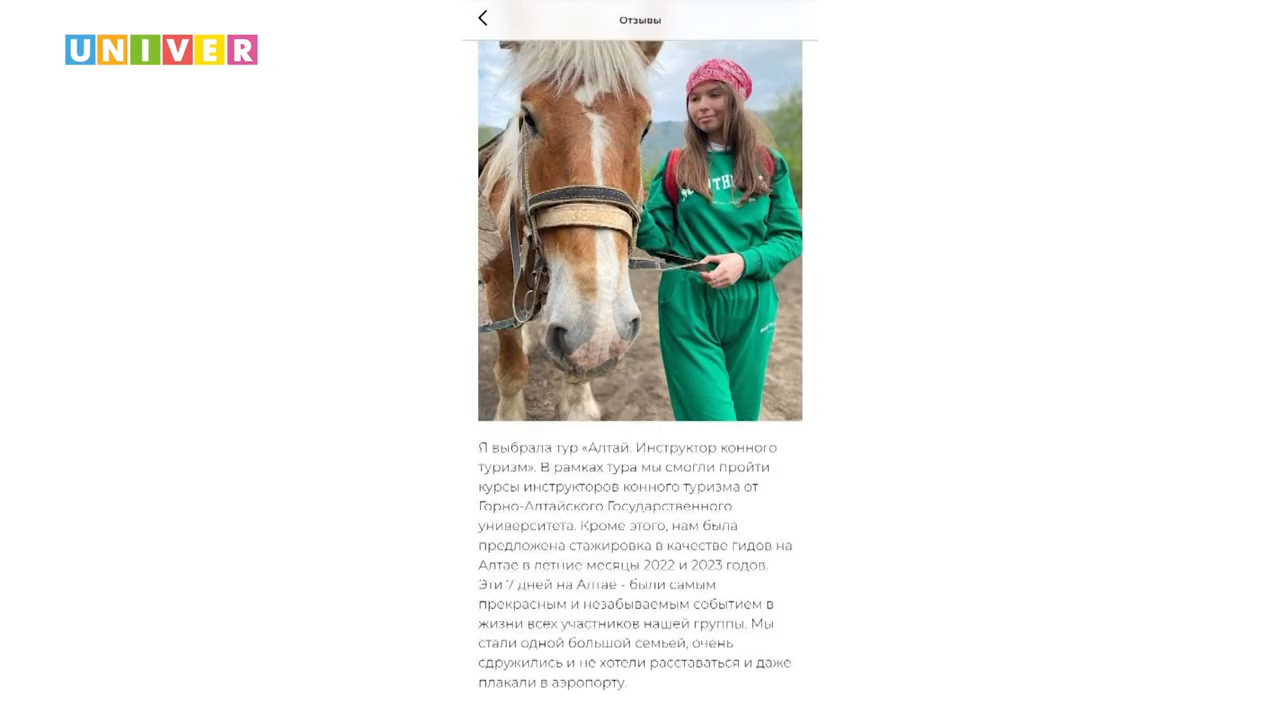 UNIVER
Отзывы
Я выбрала тур «Алтай. Инструктор конного
туризм». В рамках тура мы смогли пройти
курсы инструкторов конного туризма от
Горно-Алтайского Государственного
университета. Кроме этого, нам была
предложена стажировка в качестве гидов на
Алтае в летние месяцы 2022 и 2023 годов.
Эти 7 дней на Алтае - были самым
прекрасным и незабываемым событием в
жизни всех участников нашей группы. Мы
стали одной большой семьей, очень
сдружились и не хотели расставаться и даже
плакали в аэропорту.